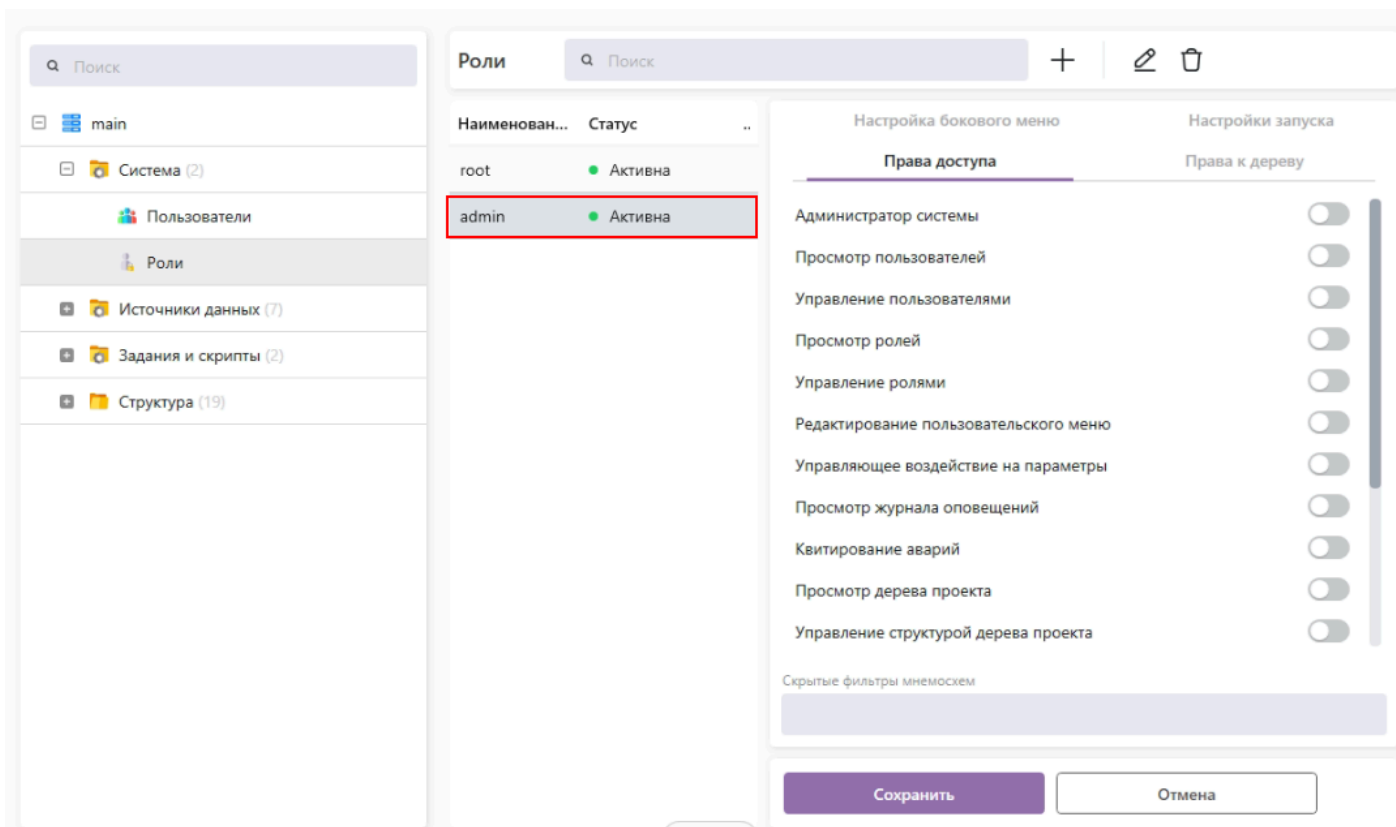 Поиск
main
Система (2)
Пользователи
Роли
Источники данных (7)
Задания и скрипты (2)
Структура (19)
Роли
Поиск
Наименован... Статус ..
root Активна
admin Активна
Настройка бокового меню Настройки запуска
Права доступа Права к дереву
Администратор системы
Просмотр пользователей
Управление пользователями
Просмотр ролей
Управление ролями
Редактирование пользовательского меню
Управляющее воздействие на параметры
Просмотр журнала оповещений
Квитирование аварий
Просмотр дерева проекта
Управление структурой дерева проекта
Скрытые фильтры мнемосхем
Сохранить Отмена